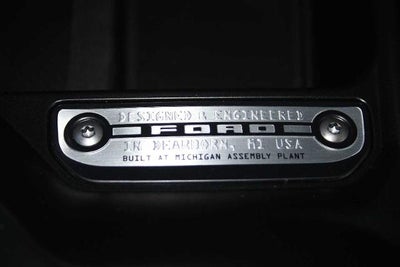 DESIGNED & ENGINEERED
FORD
IN DEARBORN, MI USA
BUILT AT MICHIGAN ASSEMBLY PLANT